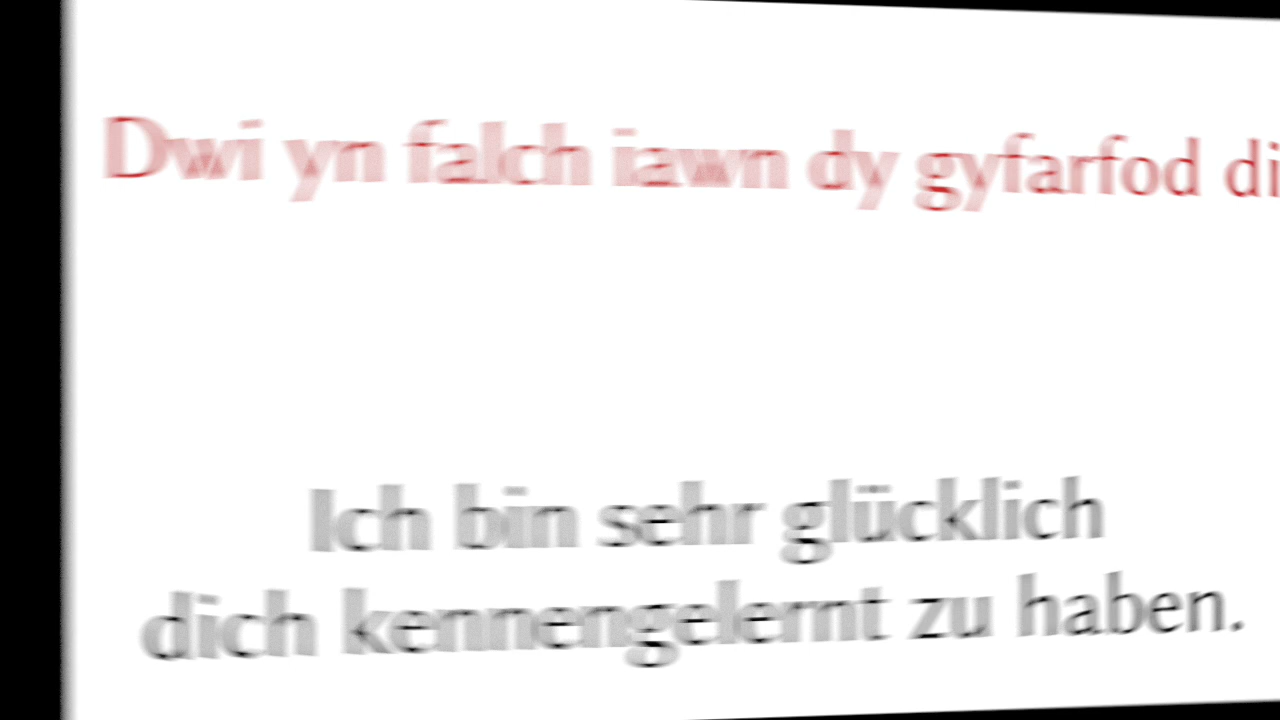 Dwi yn falch iawn dy gyfarfod di
Ich bin sehr glücklich
dich kennengelernt zu haben.